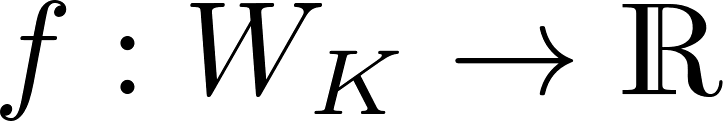 f : W_K → ℝ